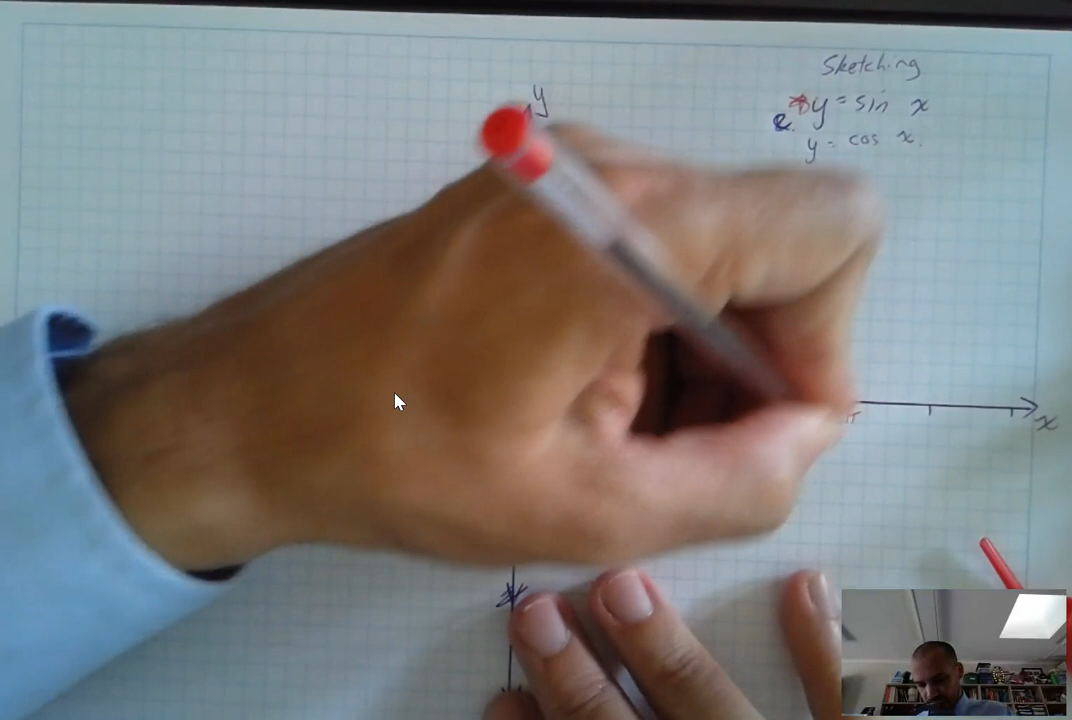 Sketching
y = sin x
&
y = cos x.
y
π
x